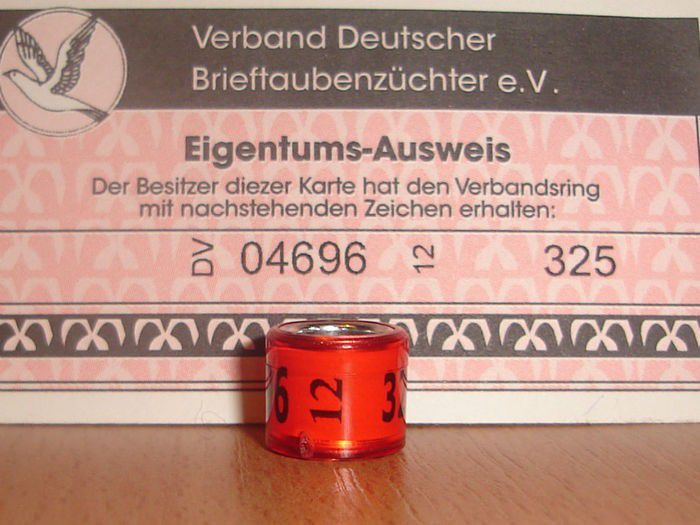 Verband Deutscher
Brieftaubenzüchter e.V.
Eigentums-Ausweis
Der Besitzer diezer Karte hat den Verbandsring
mit nachstehenden Zeichen erhalten:
DV 04696 12 325
6 12 3